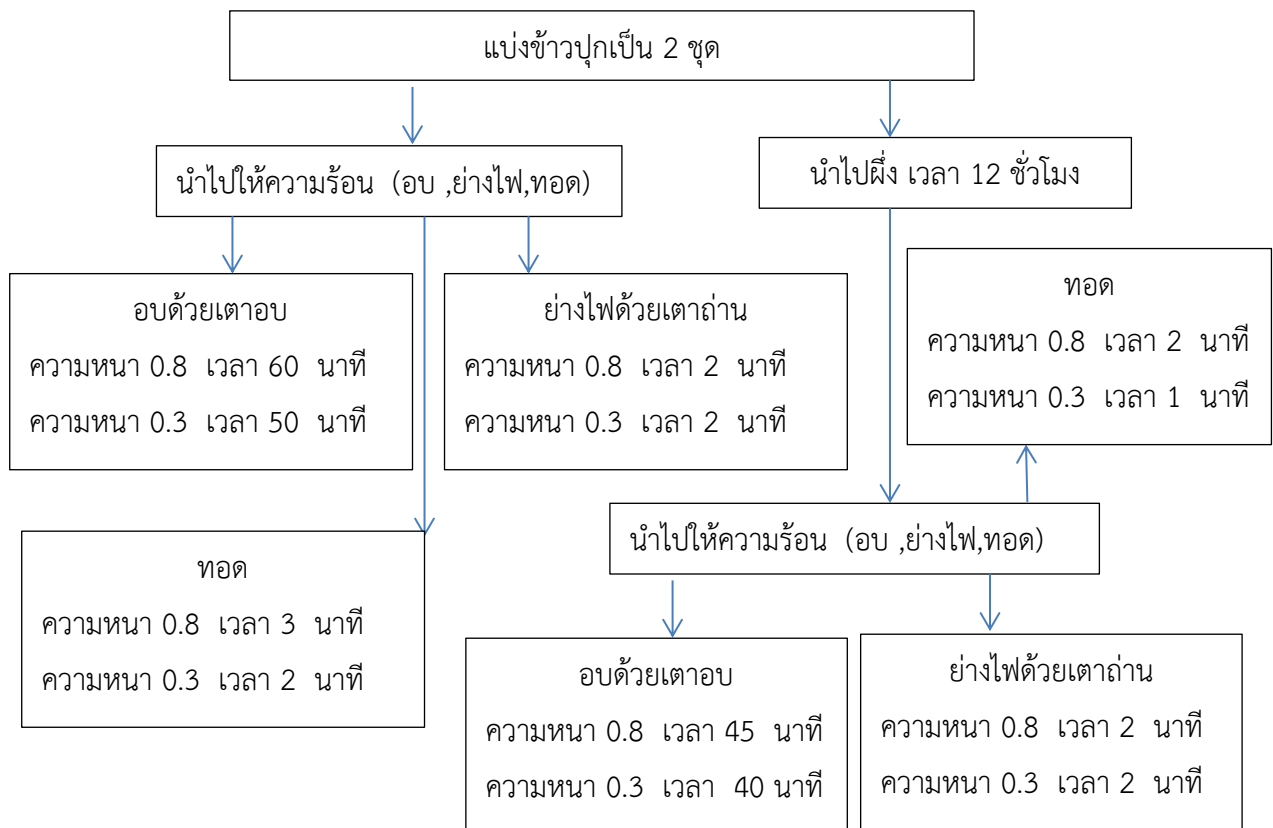 แบ่งข้าวปุกเป็น 2 ชุด
นำไปให้ความร้อน (อบ ,ย่างไฟ,ทอด)
นำไปผึ่ง เวลา 12 ชั่วโมง
อบด้วยเตาอบ
ความหนา 0.8 เวลา 60 นาที
ความหนา 0.3 เวลา 50 นาที
ย่างไฟด้วยเตาถ่าน
ความหนา 0.8 เวลา 2 นาที
ความหนา 0.3 เวลา 2 นาที
ทอด
ความหนา 0.8 เวลา 2 นาที
ความหนา 0.3 เวลา 1 นาที
ทอด
ความหนา 0.8 เวลา 3 นาที
ความหนา 0.3 เวลา 2 นาที
นำไปให้ความร้อน (อบ ,ย่างไฟ,ทอด)
อบด้วยเตาอบ
ความหนา 0.8 เวลา 45 นาที
ความหนา 0.3 เวลา 40 นาที
ย่างไฟด้วยเตาถ่าน
ความหนา 0.8 เวลา 2 นาที
ความหนา 0.3 เวลา 2 นาที